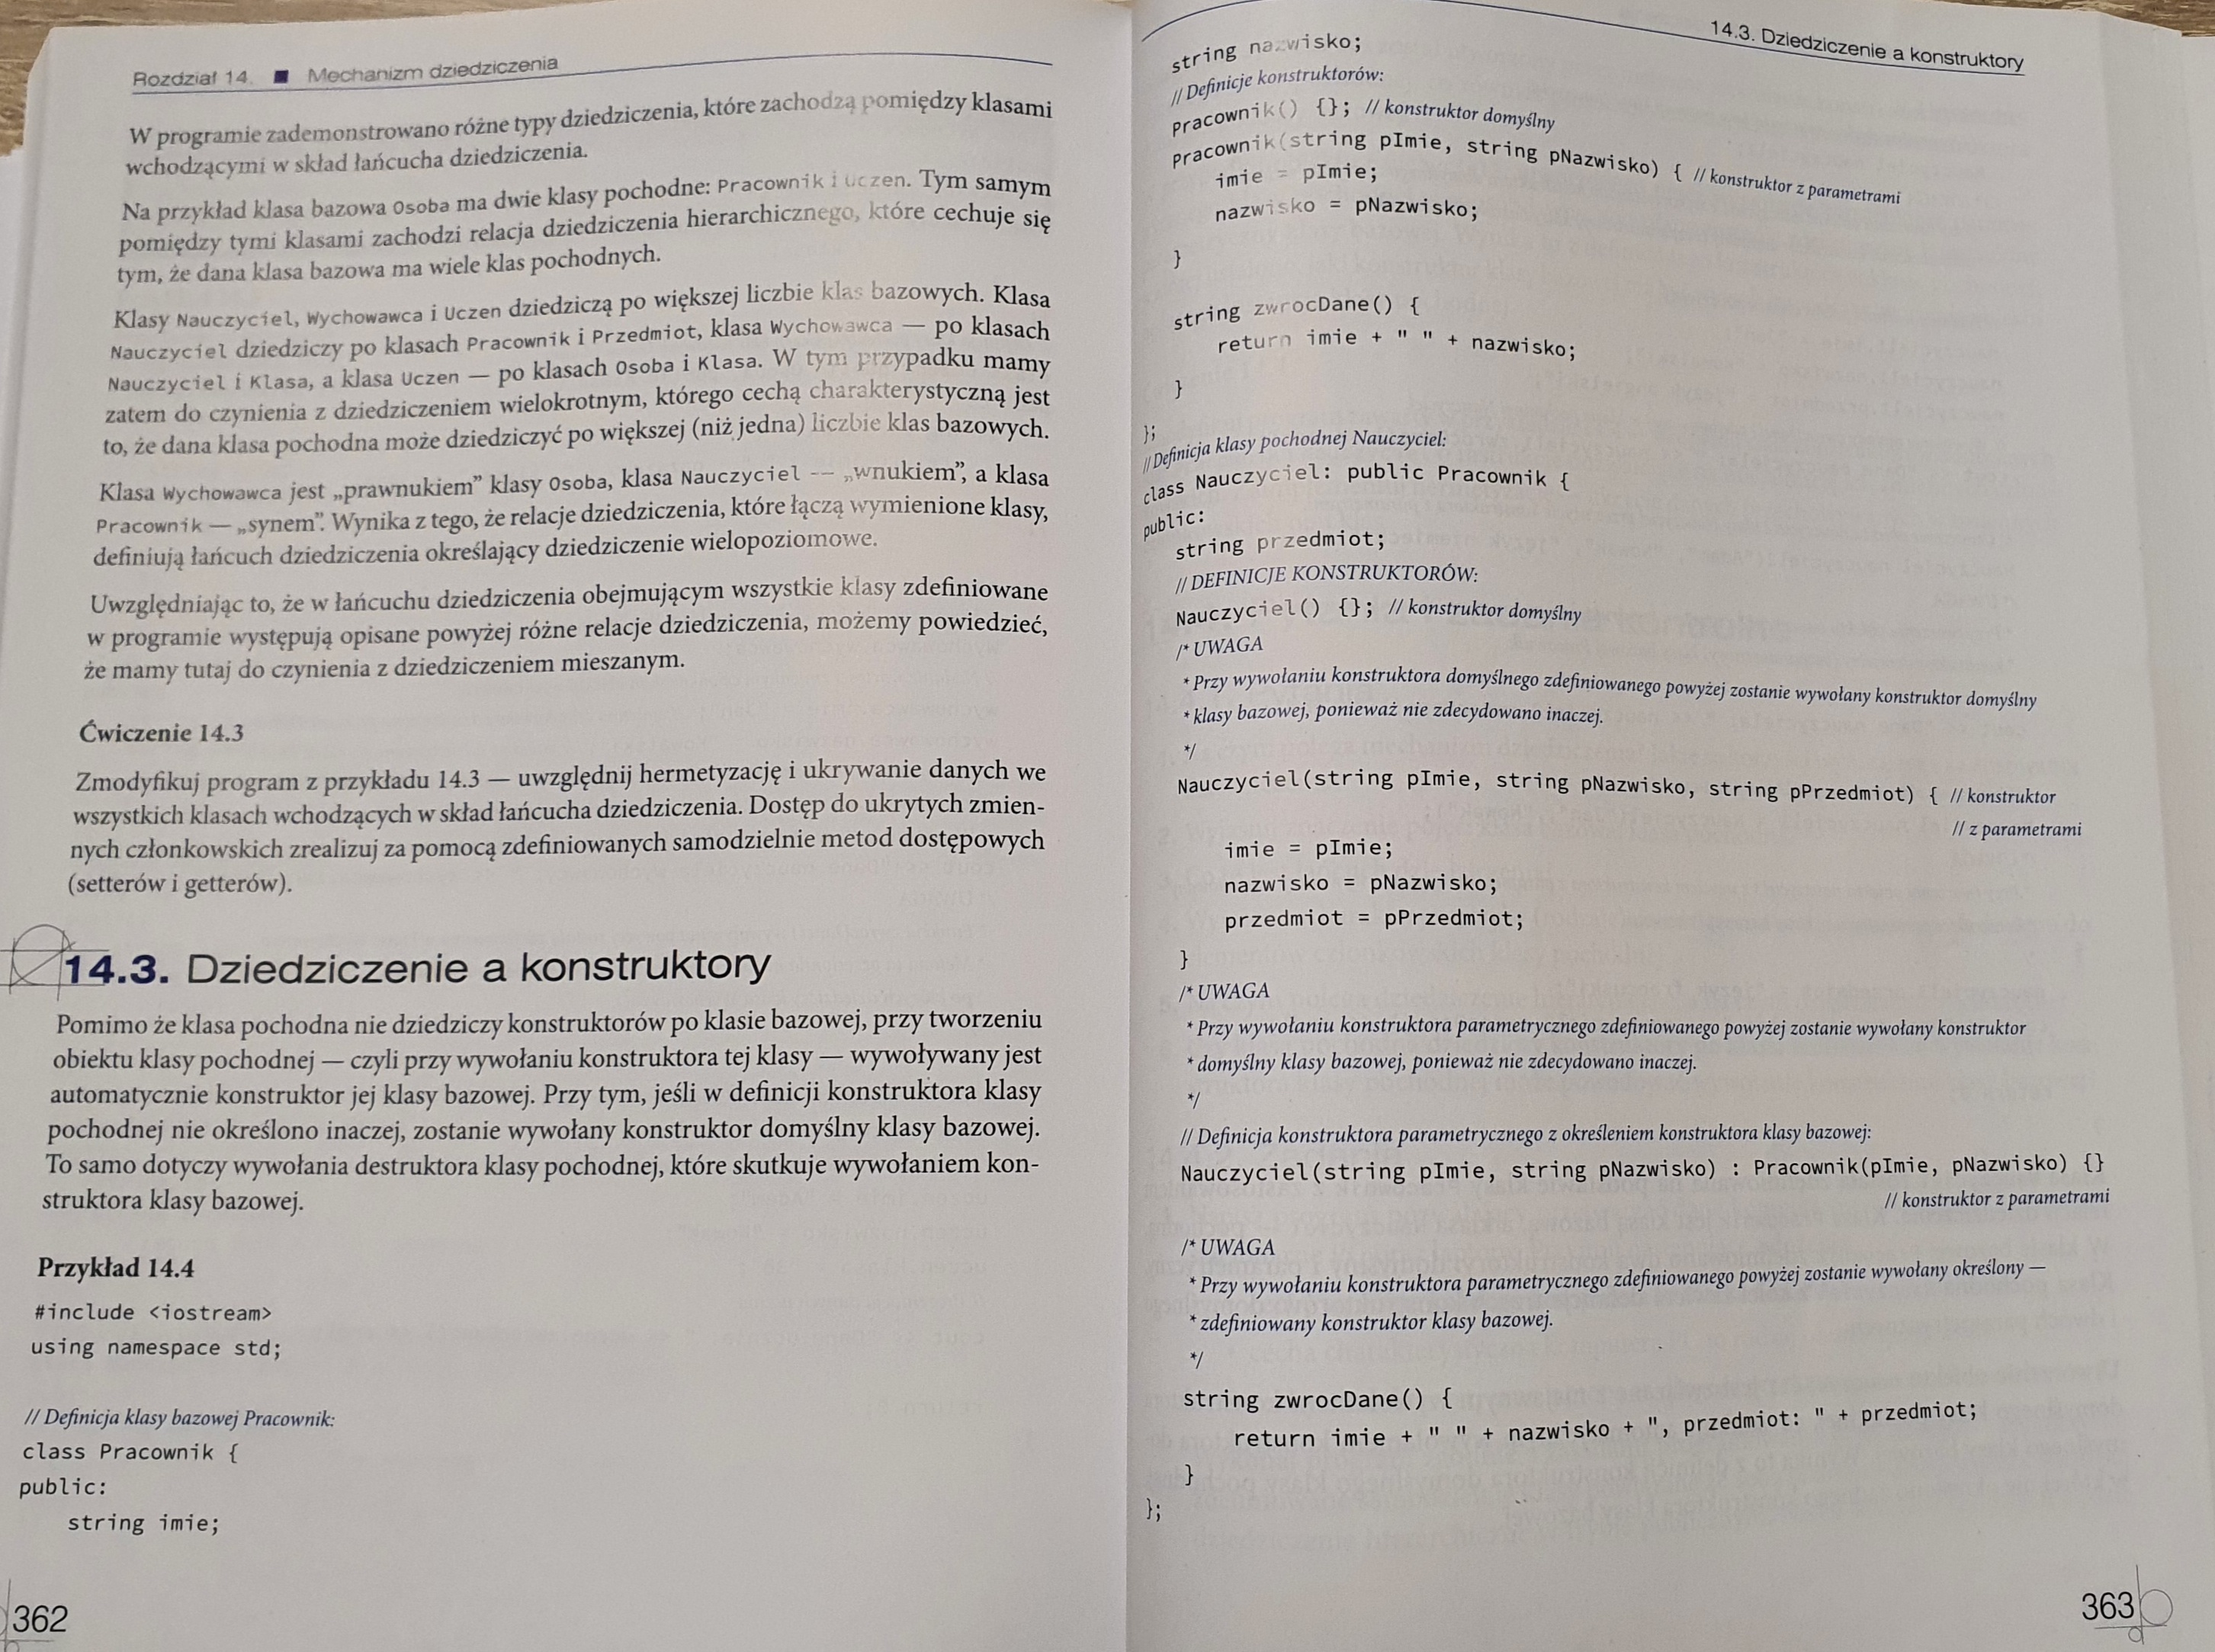 Rozdział 14. ■ Mechanizm dziedziczenia
W programie zademonstrowano różne typy dziedziczenia, które zachodzą pomiędzy klasami
wchodzącymi w skład łańcucha dziedziczenia.
Na przykład klasa bazowa Osoba ma dwie klasy pochodne: Pracownik i Uczen. Tym samym
pomiędzy tymi klasami zachodzi relacja dziedziczenia hierarchicznego, które cechuje się
tym, że dana klasa bazowa ma wiele klas pochodnych.
Klasy Nauczyciel, Wychowawca i Uczen dziedziczą po większej liczbie klas bazowych. Klasa
Nauczyciel dziedziczy po klasach Pracownik i Przedmiot, klasa Wychowawca — po klasach
Nauczyciel i Klasa, a klasa Uczen — po klasach Osoba i Klasa. W tym przypadku mamy
zatem do czynienia z dziedziczeniem wielokrotnym, którego cechą charakterystyczną jest
to, że dana klasa pochodna może dziedziczyć po większej (niż jedna) liczbie klas bazowych.
Klasa Wychowawca jest „prawnukiem” klasy Osoba, klasa Nauczyciel –– „wnukiem”, a klasa
Pracownik — „synem”. Wynika z tego, że relacje dziedziczenia, które łączą wymienione klasy,
definiują łańcuch dziedziczenia określający dziedziczenie wielopoziomowe.
Uwzględniając to, że w łańcuchu dziedziczenia obejmującym wszystkie klasy zdefiniowane
w programie występują opisane powyżej różne relacje dziedziczenia, możemy powiedzieć,
że mamy tutaj do czynienia z dziedziczeniem mieszanym.
Ćwiczenie 14.3
Zmodyfikuj program z przykładu 14.3 — uwzględnij hermetyzację i ukrywanie danych we
wszystkich klasach wchodzących w skład łańcucha dziedziczenia. Dostęp do ukrytych zmien-
nych członkowskich zrealizuj za pomocą zdefiniowanych samodzielnie metod dostępowych
(setterów i getterów).
14.3. Dziedziczenie a konstruktory
Pomimo że klasa pochodna nie dziedziczy konstruktorów po klasie bazowej, przy tworzeniu
obiektu klasy pochodnej — czyli przy wywołaniu konstruktora tej klasy — wywoływany jest
automatycznie konstruktor jej klasy bazowej. Przy tym, jeśli w definicji konstruktora klasy
pochodnej nie określono inaczej, zostanie wywołany konstruktor domyślny klasy bazowej.
To samo dotyczy wywołania destruktora klasy pochodnej, które skutkuje wywołaniem kon-
struktora klasy bazowej.
Przykład 14.4
#include <iostream>
using namespace std;
// Definicja klasy bazowej Pracownik:
class Pracownik {
public:
string imie;
362
14.3. Dziedziczenie a konstruktory
string nazwisko;
// Definicje konstruktorów:
Pracownik() {}; // konstruktor domyślny
Pracownik(string pImie, string pNazwisko) { // konstruktor z parametrami
imie = pImie;
nazwisko = pNazwisko;
}
string zwrocDane() {
return imie + " " + nazwisko;
}
};
// Definicja klasy pochodnej Nauczyciel:
class Nauczyciel: public Pracownik {
public:
string przedmiot;
// DEFINICJE KONSTRUKTORÓW:
Nauczyciel() {}; // konstruktor domyślny
/* UWAGA
* Przy wywołaniu konstruktora domyślnego zdefiniowanego powyżej zostanie wywołany konstruktor domyślny
* klasy bazowej, ponieważ nie zdecydowano inaczej.
*/
Nauczyciel(string pImie, string pNazwisko, string pPrzedmiot) { // konstruktor
// z parametrami
imie = pImie;
nazwisko = pNazwisko;
przedmiot = pPrzedmiot;
}
/* UWAGA
* Przy wywołaniu konstruktora parametrycznego zdefiniowanego powyżej zostanie wywołany konstruktor
* domyślny klasy bazowej, ponieważ nie zdecydowano inaczej.
*/
// Definicja konstruktora parametrycznego z określeniem konstruktora klasy bazowej:
Nauczyciel(string pImie, string pNazwisko) : Pracownik(pImie, pNazwisko) {}
// konstruktor z parametrami
/* UWAGA
* Przy wywołaniu konstruktora parametrycznego zdefiniowanego powyżej zostanie wywołany określony —
* zdefiniowany konstruktor klasy bazowej.
*/
string zwrocDane() {
return imie + " " + nazwisko + ", przedmiot: " + przedmiot;
}
};
363